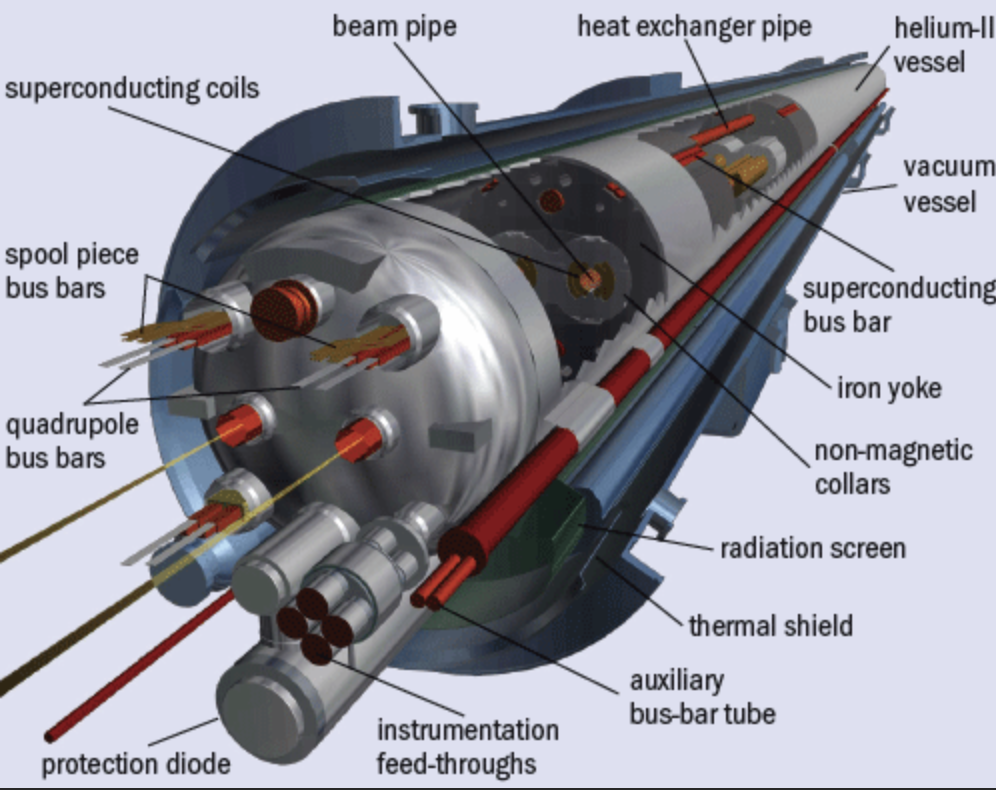 beam pipe
heat exchanger pipe
helium-II
vessel
superconducting coils
vacuum
vessel
spool piece
bus bars
superconducting
bus bar
iron yoke
quadrupole
bus bars
non-magnetic
collars
radiation screen
thermal shield
auxiliary
bus-bar tube
instrumentation
feed-throughs
protection diode